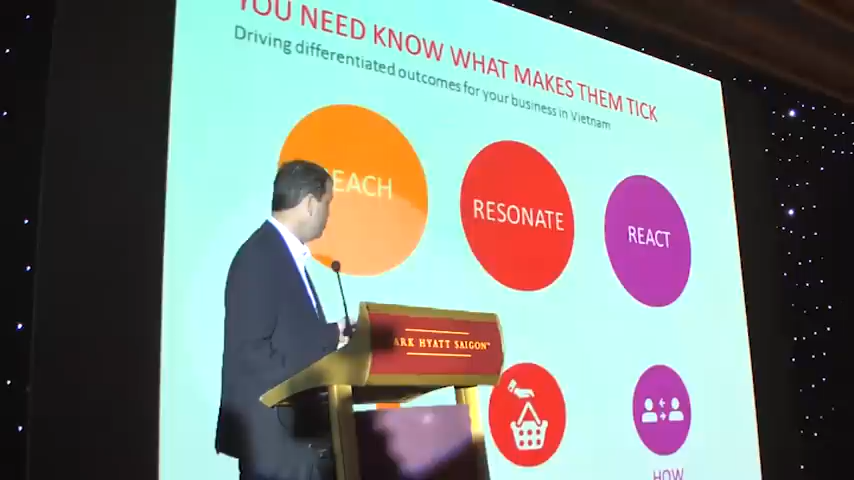 YOU NEED KNOW WHAT MAKES THEM TICK
Driving differentiated outcomes for your business in Vietnam
EACH
RESONATE
REACT
ARK HYATT SAIGON™
HOW